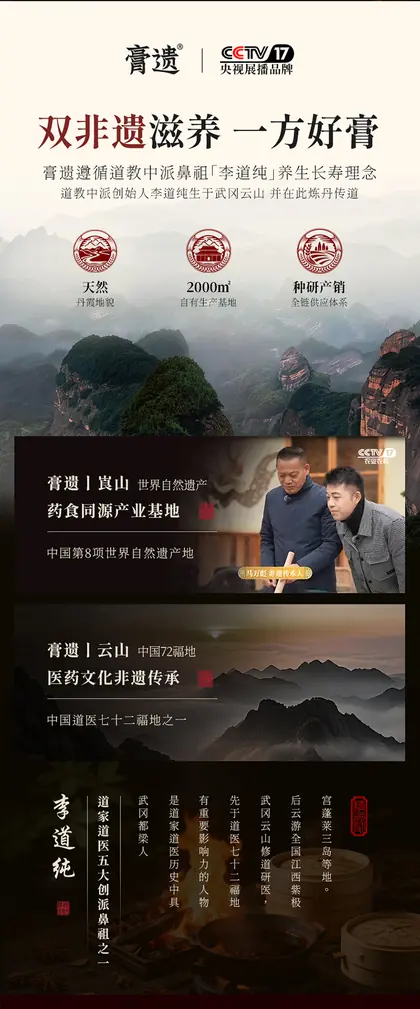 膏遗®
CCTV 17
央视展播品牌
双非遗滋养 一方好膏
膏遗遵循道教中派鼻祖「李道纯」养生长寿理念
道教中派创始人李道纯生于武冈云山 并在此炼丹传道
天然
丹霞地貌
2000㎡
自有生产基地
种研产销
全链供应体系
膏遗丨崀山 世界自然遗产
药食同源产业基地
中国第8项世界自然遗产地
CCTV 17
农业农村
膏遗丨云山 中国72福地
医药文化非遗传承
中国道医七十二福地之一
宫蓬莱三岛等地。
后云游全国江西紫极
武冈云山修道研医，
先于道医七十二福地
有重要影响力的人物
是道家道医历史中具
武冈都梁人
道家道医五大创派鼻祖之一
李道纯